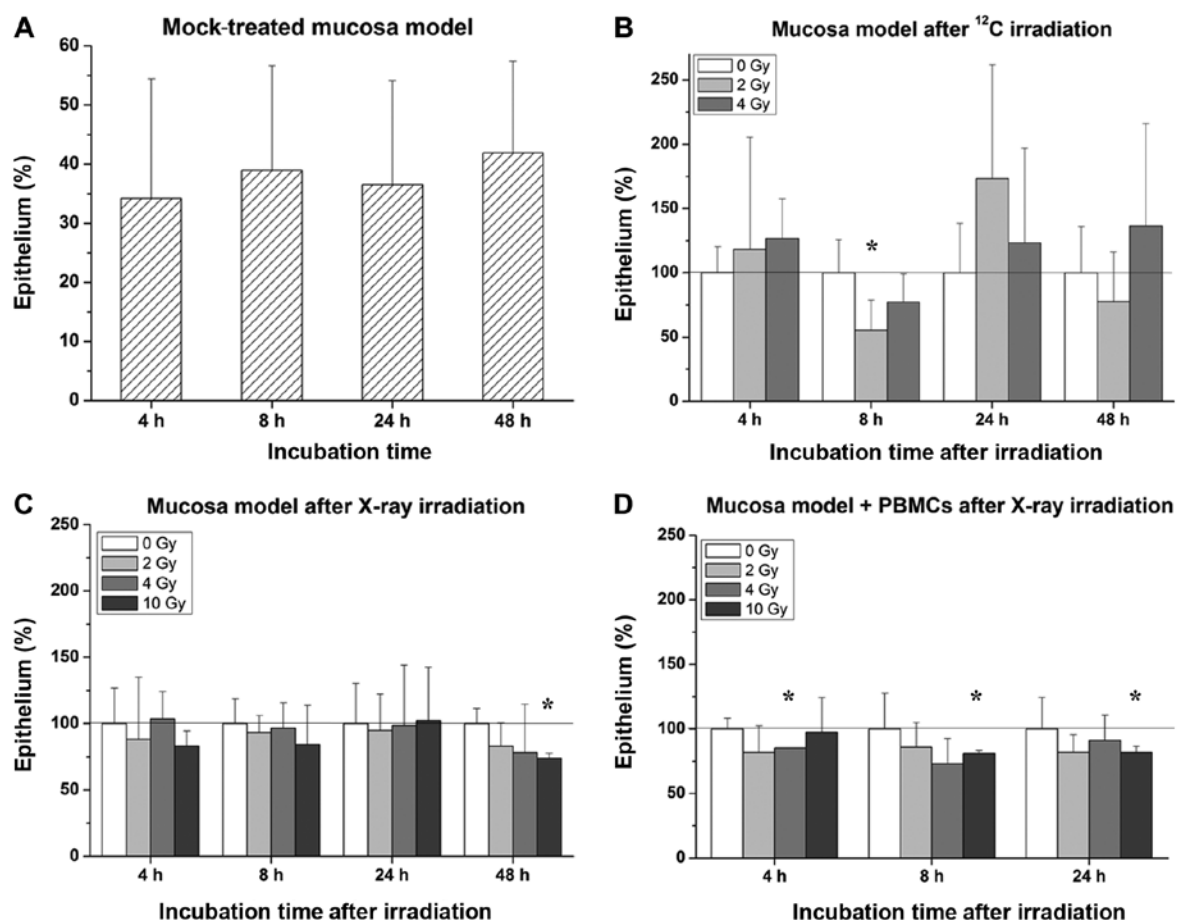 A
Mock-treated mucosa model
60
50
40
30
20
10
0
Epithelium (%)
4 h 8 h 24 h 48 h
Incubation time
B
Mucosa model after ¹²C irradiation
0 Gy
2 Gy
4 Gy
250
200
150
100
50
0
Epithelium (%)
*
4 h 8 h 24 h 48 h
Incubation time after irradiation
C
Mucosa model after X-ray irradiation
0 Gy
2 Gy
4 Gy
10 Gy
250
200
150
100
50
0
Epithelium (%)
*
4 h 8 h 24 h 48 h
Incubation time after irradiation
D
Mucosa model + PBMCs after X-ray irradiation
0 Gy
2 Gy
4 Gy
10 Gy
250
200
150
100
50
0
Epithelium (%)
* * *
4 h 8 h 24 h
Incubation time after irradiation